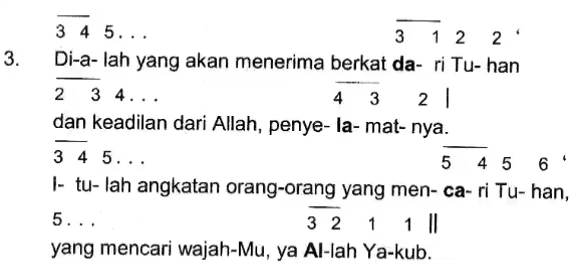 3 4 5 . . . 3 1 2 2 '
3. Di-a- lah yang akan menerima berkat da- ri Tu- han
2 3 4 . . . 4 3 2 |
dan keadilan dari Allah, penye- la- mat- nya.
3 4 5 . . . 5 4 5 6 '
I- tu- lah angkatan orang-orang yang men- ca- ri Tu- han,
5 . . . 3 2 1 1 ||
yang mencari wajah-Mu, ya Al-lah Ya-kub.